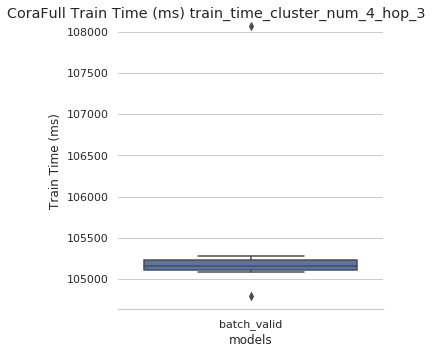 CoraFull Train Time (ms) train_time_cluster_num_4_hop_3
108000
107500
107000
106500
106000
105500
105000
Train Time (ms)
batch_valid
models